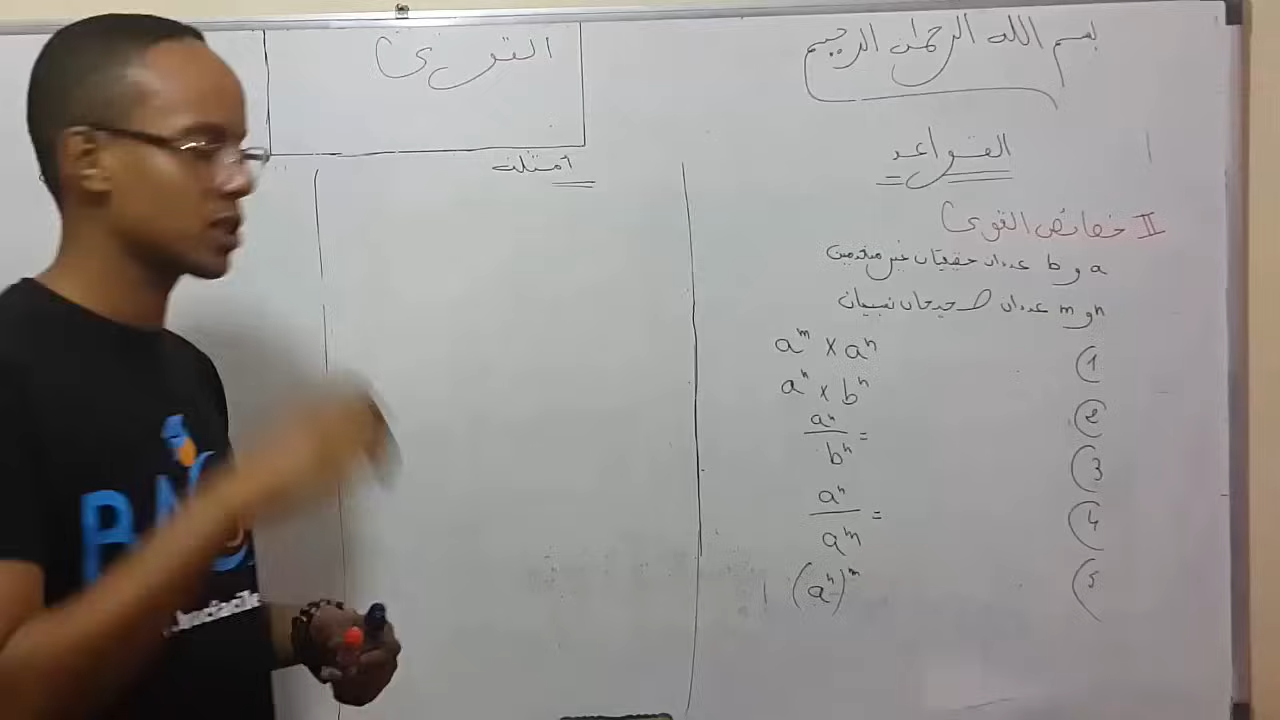 بسم الله الرحمان الرحيم
القوى
القواعد
أمثلة
II خصائص القوى
a و b عددان حقيقيان غير منعدمين
n و m عددان صحيحان نسبيان
① a^m × a^n
② a^n × b^n
③ a^n / b^n =
④ a^n / a^m =
⑤ (a^n)^m